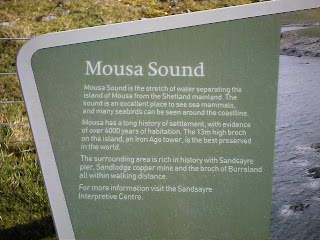 Mousa Sound
Mousa Sound is the stretch of water separating the
island of Mousa from the Shetland mainland. The
sound is an excellent place to see sea mammals,
and many seabirds can be seen around the coastline.
Mousa has a long history of settlement, with evidence
of over 4000 years of habitation. The 13m high broch
on the island, an Iron Age tower, is the best preserved
in the world.
The surrounding area is rich in history with Sandsayre
pier, Sandlodge copper mine and the broch of Burraland
all within walking distance.
For more information visit the Sandsayre
Interpretive Centre.